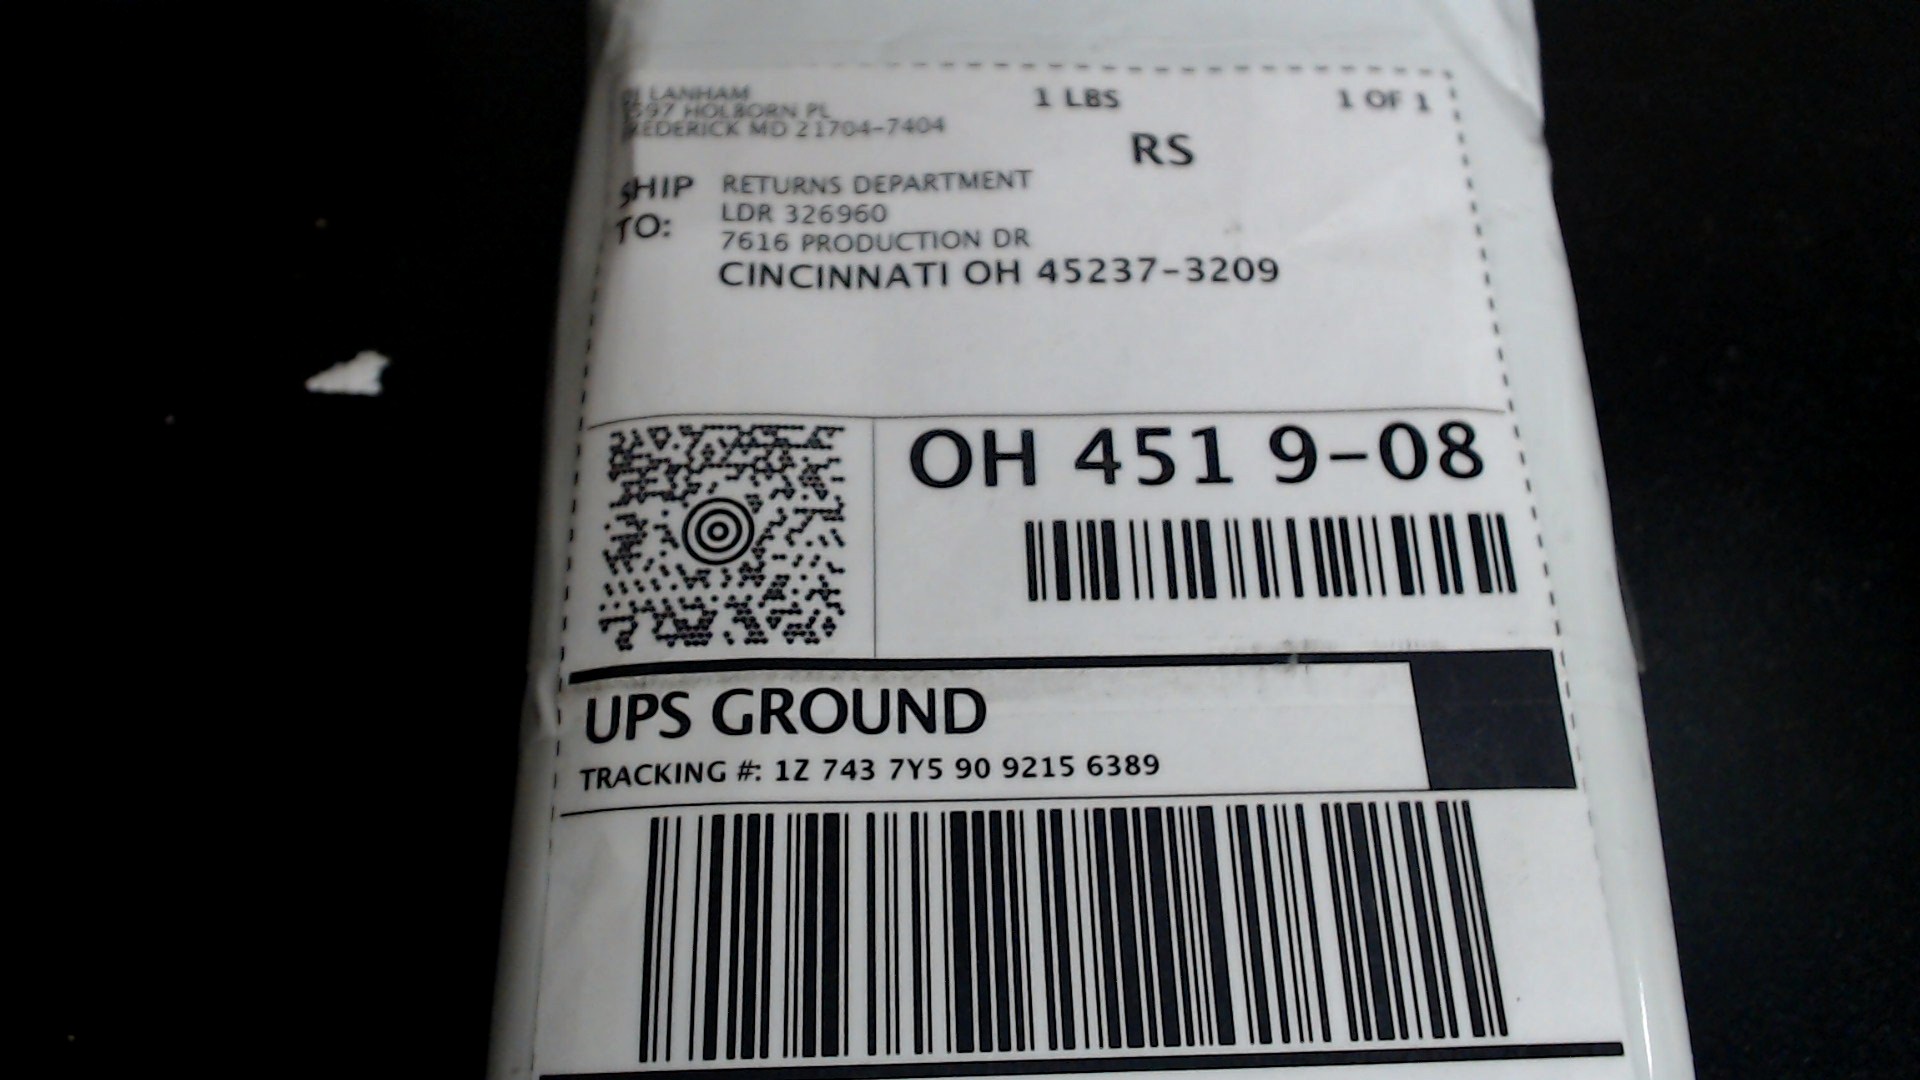 LANHAM
HOLBORN PL
MD 21704-7404
1 LBS
1 OF 1
RS
SHIP TO:
RETURNS DEPARTMENT
LDR 326960
7616 PRODUCTION DR
CINCINNATI OH 45237-3209
OH 451 9-08
UPS GROUND
TRACKING #: 1Z 743 7Y5 90 9215 6389